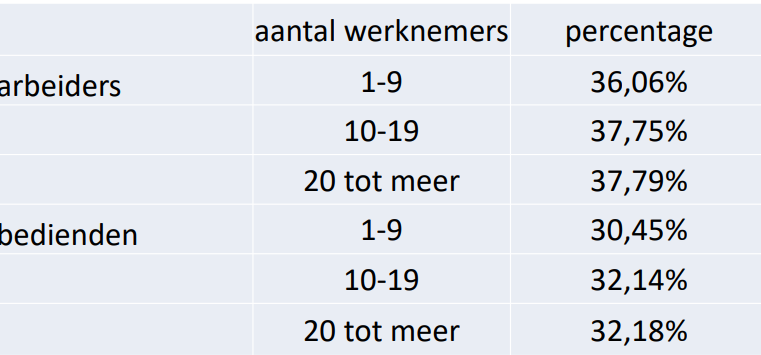 aantal werknemers percentage
arbeiders 1-9 36,06%
10-19 37,75%
20 tot meer 37,79%
bedienden 1-9 30,45%
10-19 32,14%
20 tot meer 32,18%